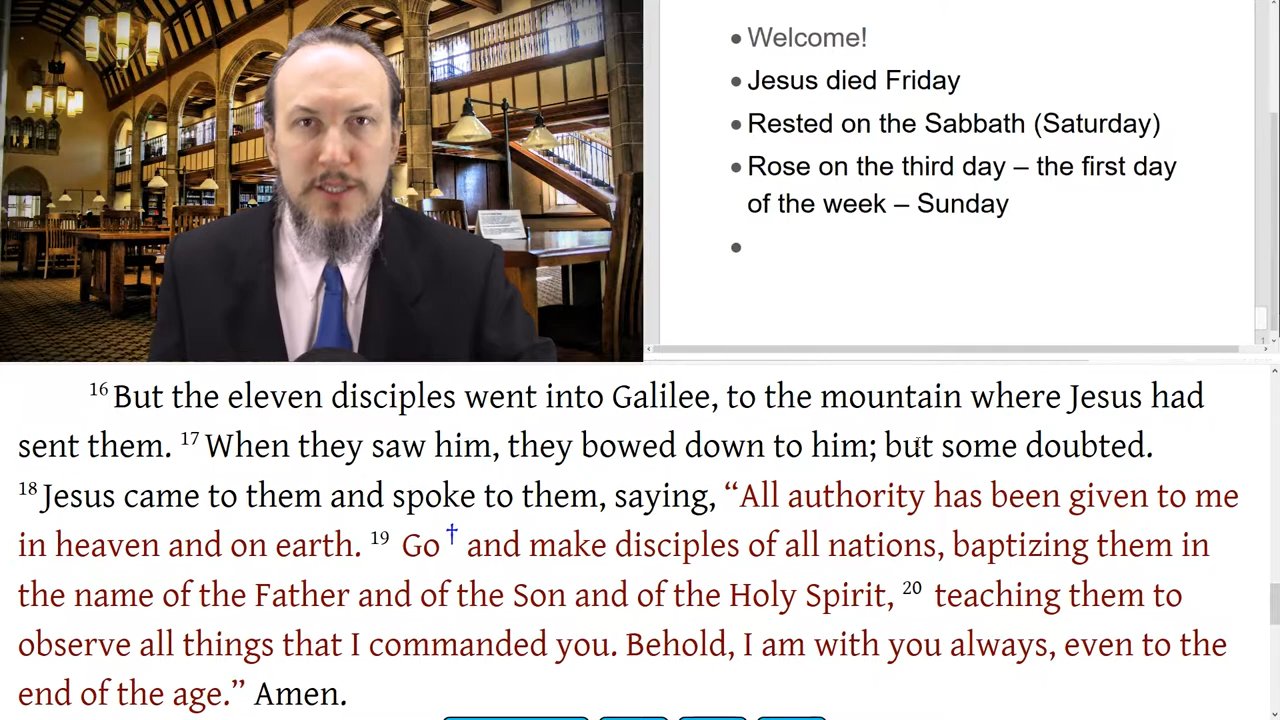 Welcome!
Jesus died Friday
Rested on the Sabbath (Saturday)
Rose on the third day – the first day
of the week – Sunday
16 But the eleven disciples went into Galilee, to the mountain where Jesus had
sent them. 17 When they saw him, they bowed down to him; but some doubted.
18 Jesus came to them and spoke to them, saying, “All authority has been given to me
in heaven and on earth. 19 Go† and make disciples of all nations, baptizing them in
the name of the Father and of the Son and of the Holy Spirit, 20 teaching them to
observe all things that I commanded you. Behold, I am with you always, even to the
end of the age.” Amen.